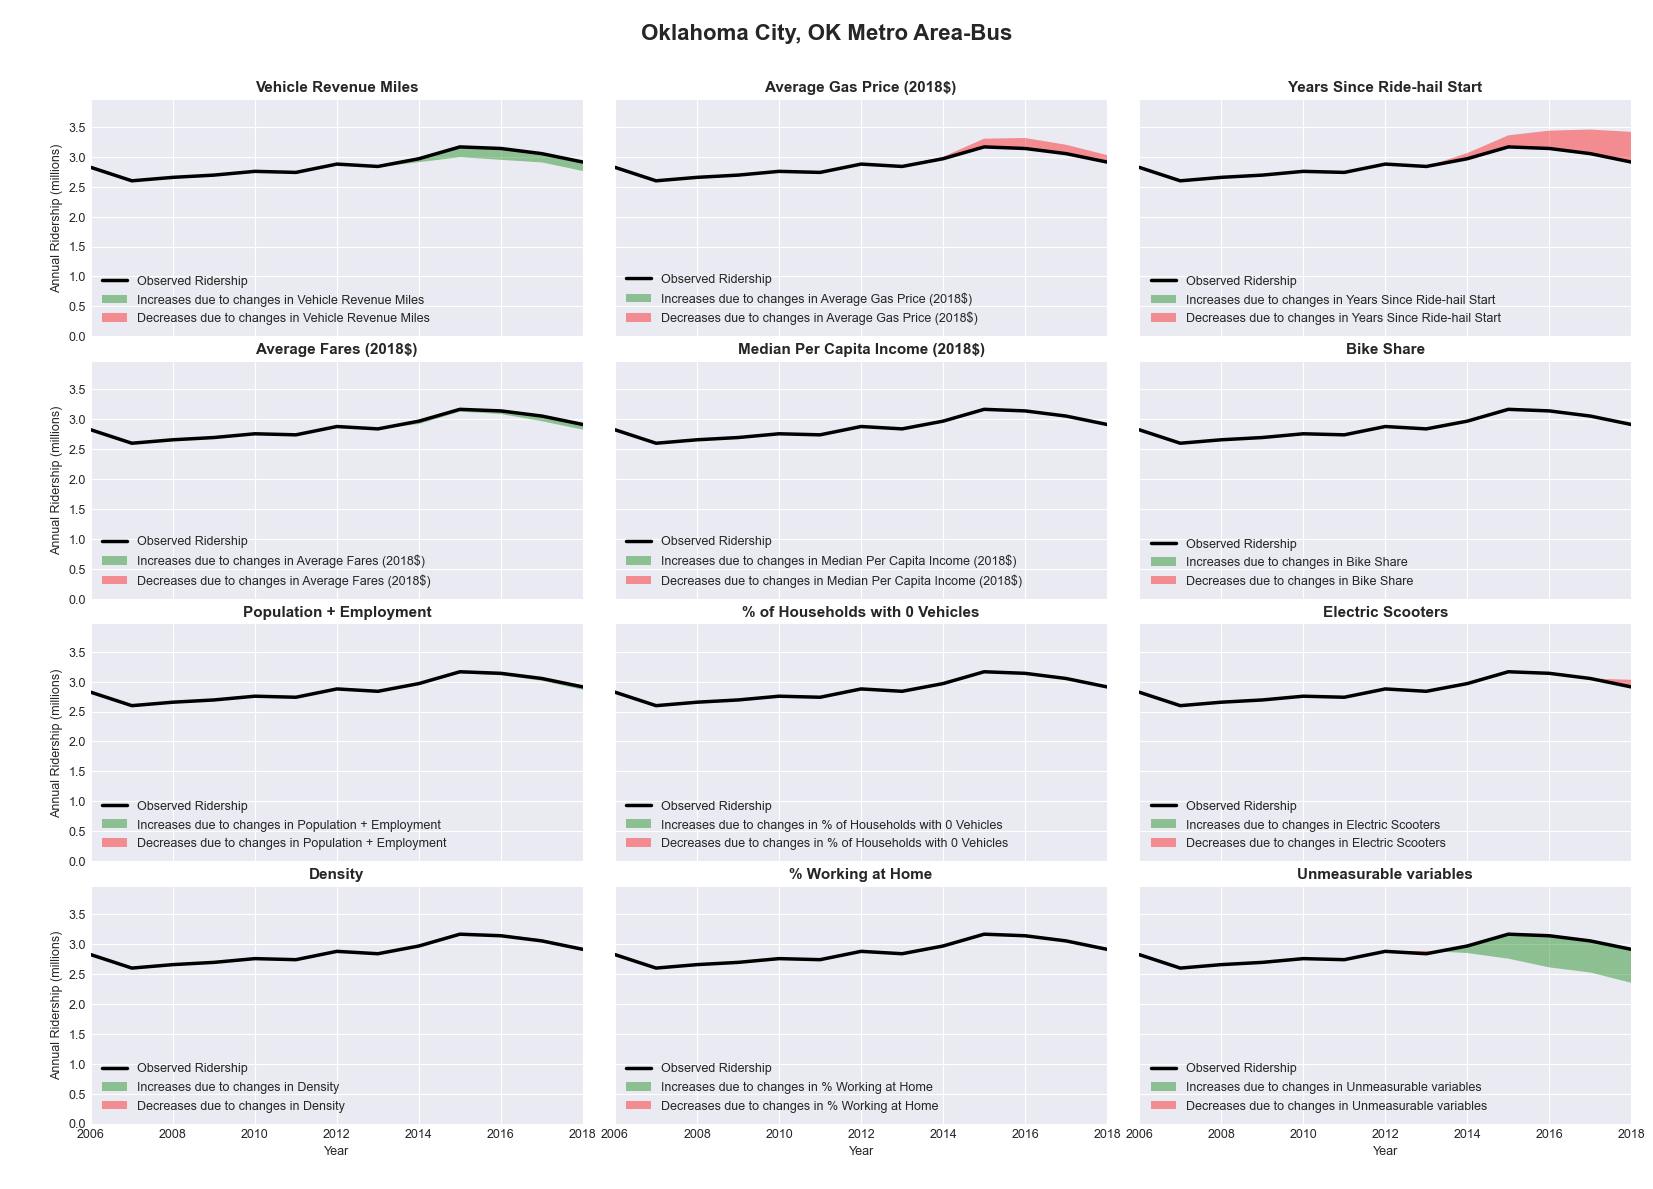 Oklahoma City, OK Metro Area-Bus
Vehicle Revenue Miles
Annual Ridership (millions)
3.5
3.0
2.5
2.0
1.5
1.0
0.5
0.0
Observed Ridership
Increases due to changes in Vehicle Revenue Miles
Decreases due to changes in Vehicle Revenue Miles
Average Gas Price (2018$)
Observed Ridership
Increases due to changes in Average Gas Price (2018$)
Decreases due to changes in Average Gas Price (2018$)
Years Since Ride-hail Start
Observed Ridership
Increases due to changes in Years Since Ride-hail Start
Decreases due to changes in Years Since Ride-hail Start
Average Fares (2018$)
Annual Ridership (millions)
3.5
3.0
2.5
2.0
1.5
1.0
0.5
0.0
Observed Ridership
Increases due to changes in Average Fares (2018$)
Decreases due to changes in Average Fares (2018$)
Median Per Capita Income (2018$)
Observed Ridership
Increases due to changes in Median Per Capita Income (2018$)
Decreases due to changes in Median Per Capita Income (2018$)
Bike Share
Observed Ridership
Increases due to changes in Bike Share
Decreases due to changes in Bike Share
Population + Employment
Annual Ridership (millions)
3.5
3.0
2.5
2.0
1.5
1.0
0.5
0.0
Observed Ridership
Increases due to changes in Population + Employment
Decreases due to changes in Population + Employment
% of Households with 0 Vehicles
Observed Ridership
Increases due to changes in % of Households with 0 Vehicles
Decreases due to changes in % of Households with 0 Vehicles
Electric Scooters
Observed Ridership
Increases due to changes in Electric Scooters
Decreases due to changes in Electric Scooters
Density
Annual Ridership (millions)
3.5
3.0
2.5
2.0
1.5
1.0
0.5
0.0
Observed Ridership
Increases due to changes in Density
Decreases due to changes in Density
2006 2008 2010 2012 2014 2016 2018
Year
% Working at Home
Observed Ridership
Increases due to changes in % Working at Home
Decreases due to changes in % Working at Home
2006 2008 2010 2012 2014 2016 2018
Year
Unmeasurable variables
Observed Ridership
Increases due to changes in Unmeasurable variables
Decreases due to changes in Unmeasurable variables
2006 2008 2010 2012 2014 2016 2018
Year